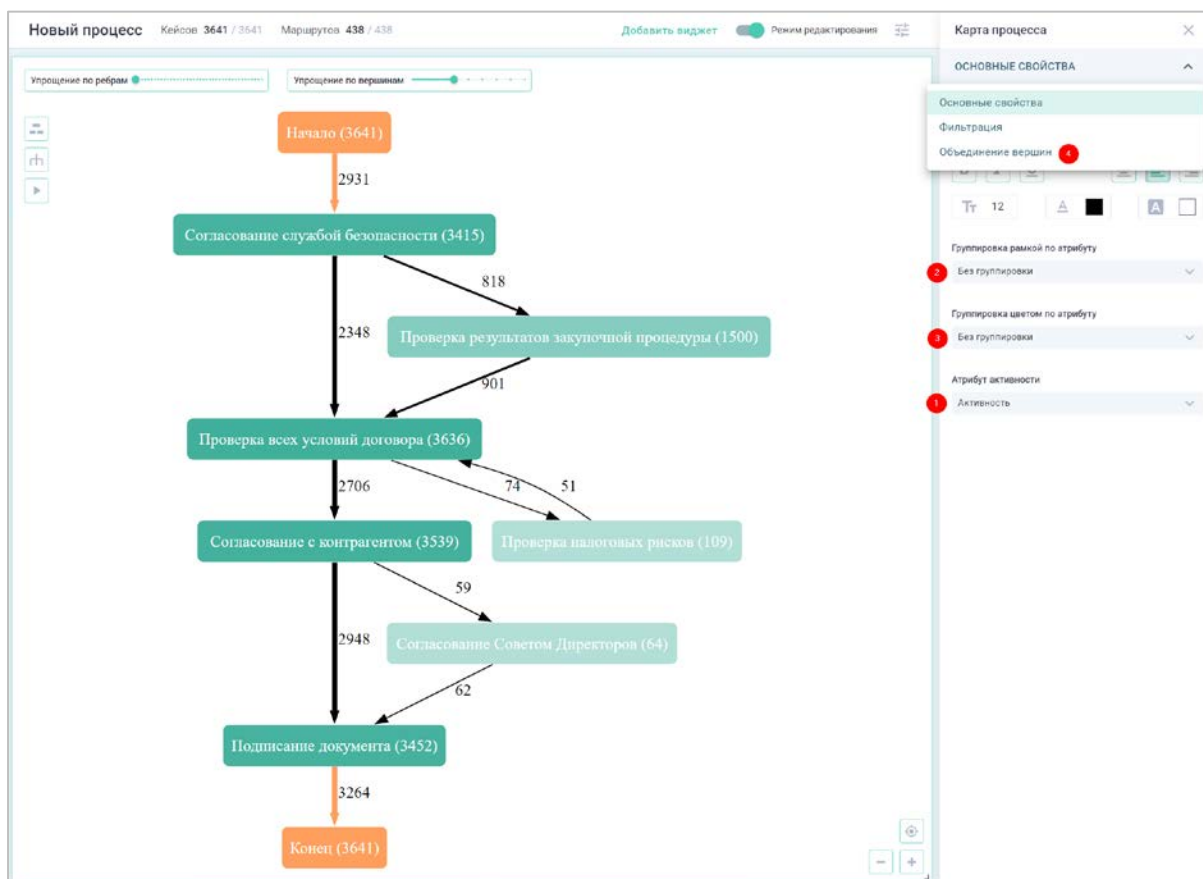 Новый процесс Кейсов 3641 / 3641 Маршрутов 438 / 438 Добавить виджет Режим редактирования
Упрощение по ребрам Упрощение по вершинам
Начало (3641)
2931
Согласование службой безопасности (3415)
818
2348
Проверка результатов закупочной процедуры (1500)
901
Проверка всех условий договора (3636)
2706 74 51
Согласование с контрагентом (3539) Проверка налоговых рисков (109)
59
2948
Согласование Советом Директоров (64)
62
Подписание документа (3452)
3264
Конец (3641)
Карта процесса
ОСНОВНЫЕ СВОЙСТВА
Основные свойства
Фильтрация
Объединение вершин 4
Тт 12 A A
Группировка рамкой по атрибуту
2 Без группировки
Группировка цветом по атрибуту
3 Без группировки
Атрибут активности
1 Активность